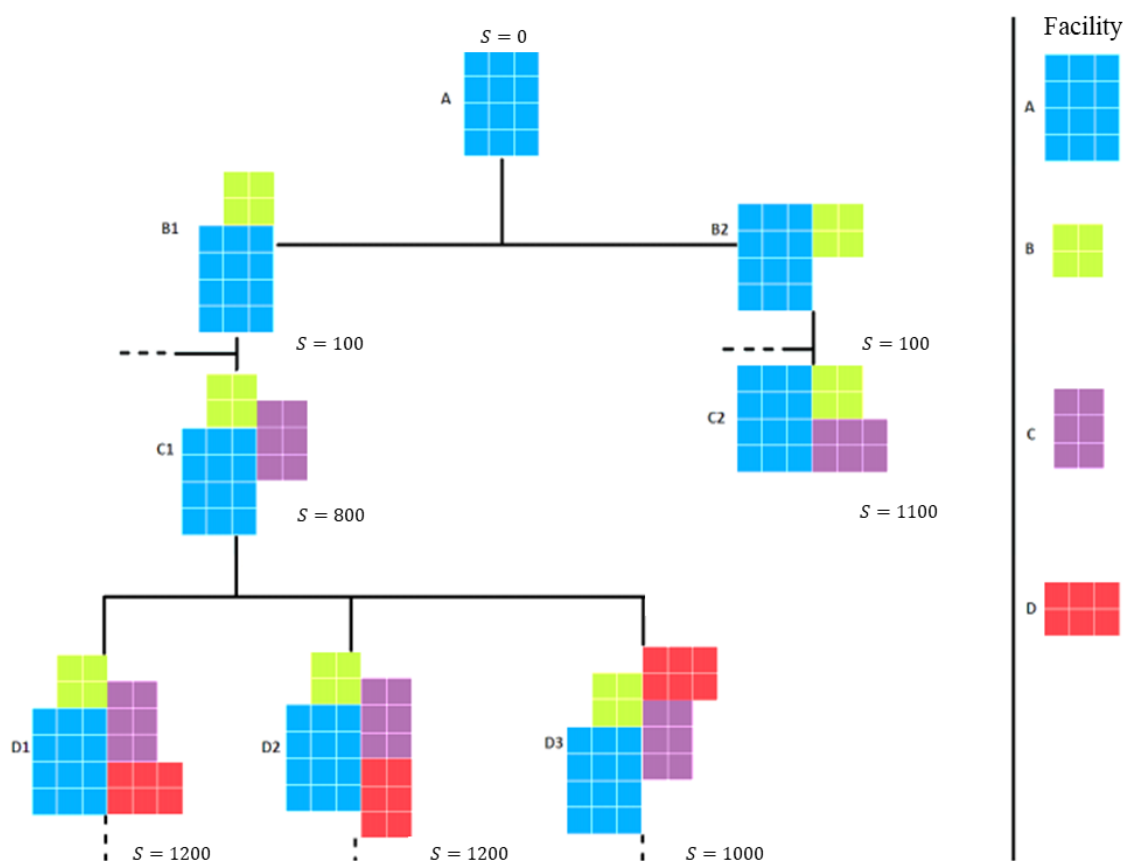 Facility
S = 0
A
A
B1
B2
B
S = 100
S = 100
C1
C2
C
S = 800
S = 1100
D
D1
D2
D3
S = 1200
S = 1200
S = 1000